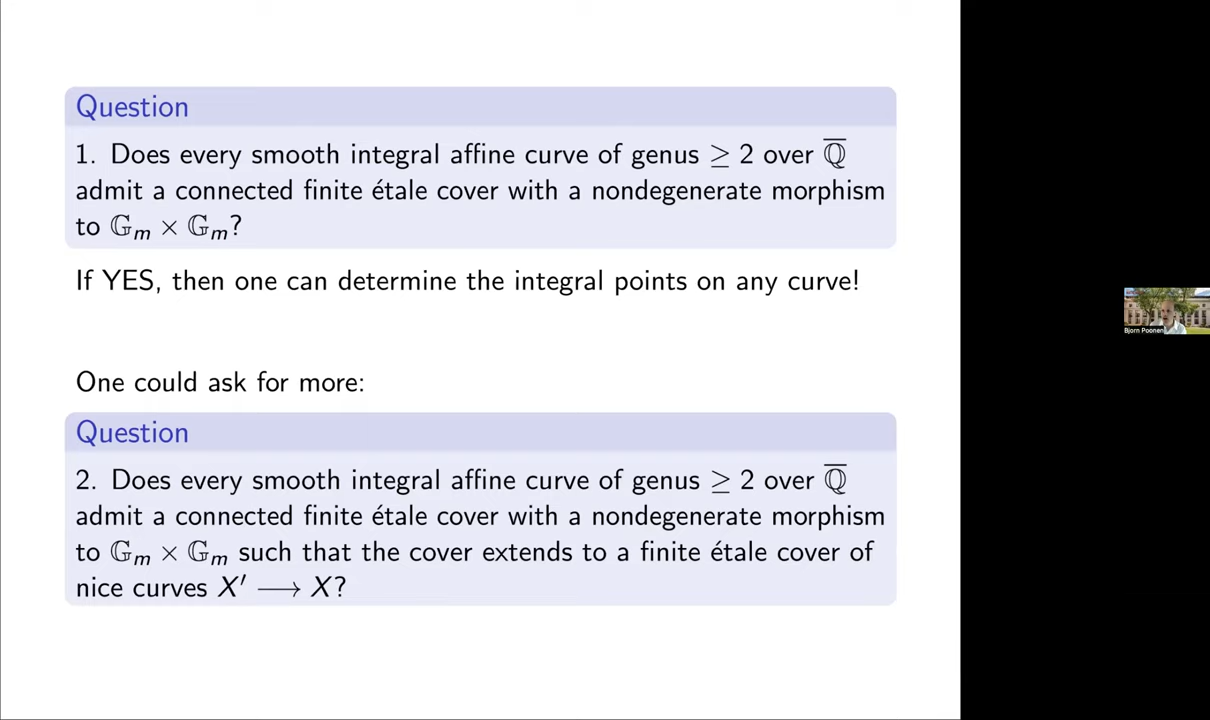 Question
1. Does every smooth integral affine curve of genus ≥ 2 over ℚ̅
admit a connected finite étale cover with a nondegenerate morphism
to 𝔾ₘ × 𝔾ₘ?
If YES, then one can determine the integral points on any curve!
One could ask for more:
Question
2. Does every smooth integral affine curve of genus ≥ 2 over ℚ̅
admit a connected finite étale cover with a nondegenerate morphism
to 𝔾ₘ × 𝔾ₘ such that the cover extends to a finite étale cover of
nice curves X′ ⟶ X?
Bjorn Poonen